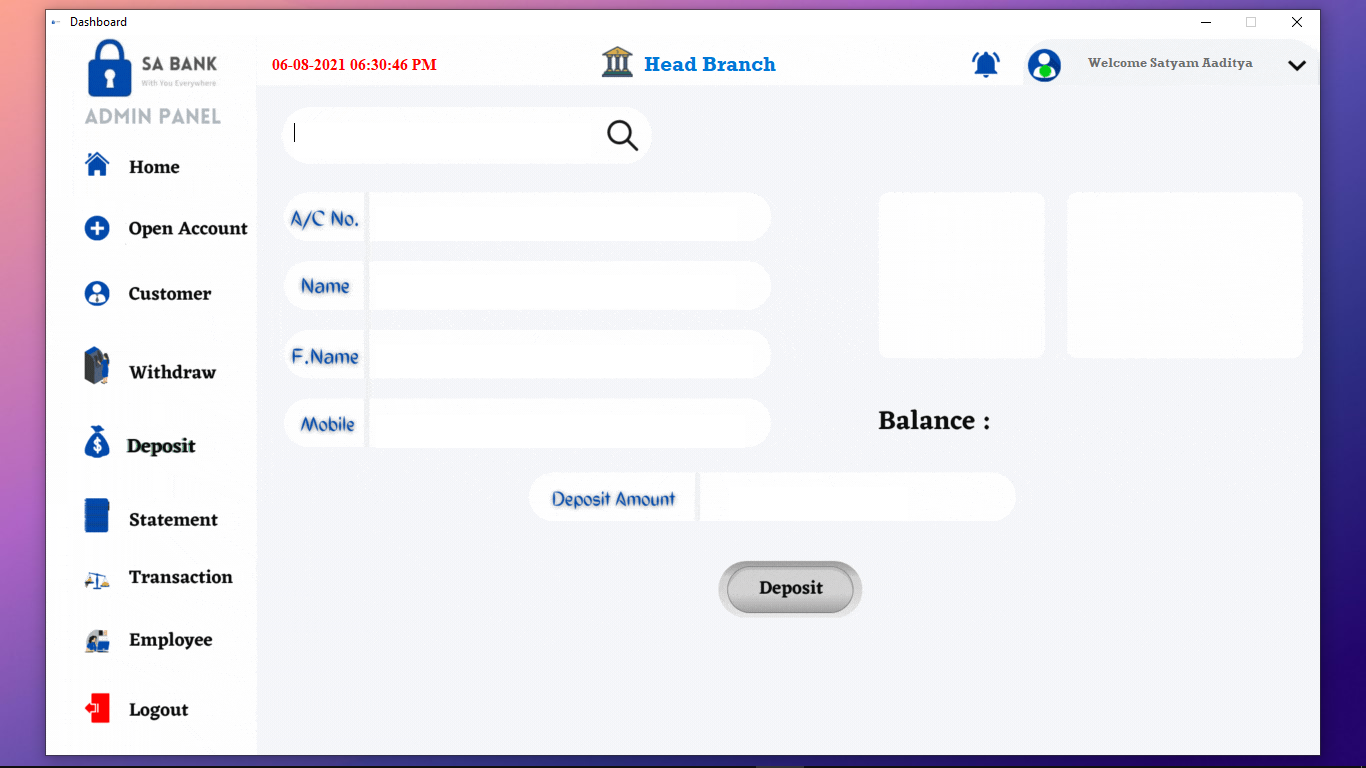 Dashboard
SA BANK
With You Everywhere
ADMIN PANEL
06-08-2021 06:30:46 PM
Head Branch
Welcome Satyam Aaditya
Home
Open Account
Customer
Withdraw
Deposit
Statement
Transaction
Employee
Logout
A/C No.
Name
F.Name
Mobile
Balance :
Deposit Amount
Deposit